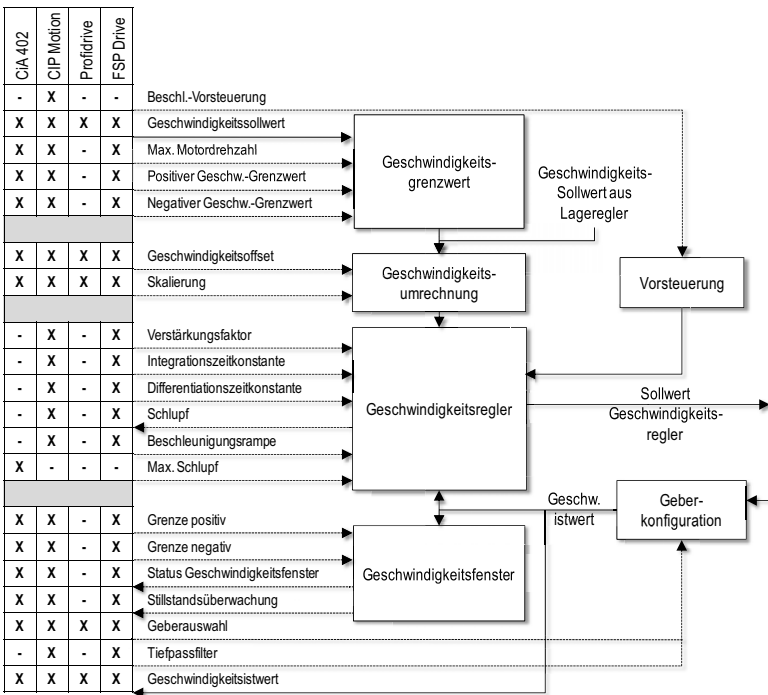 CiA 402 CIP Motion Profidrive FSP Drive
- X - - Beschl.-Vorsteuerung
X X X X Geschwindigkeitssollwert
X X - X Max. Motordrehzahl
X X - X Positiver Geschw.-Grenzwert
X X - X Negativer Geschw.-Grenzwert
Geschwindigkeits-
grenzwert
Geschwindigkeits-
Sollwert aus
Lageregler
X X X X Geschwindigkeitsoffset
X X X X Skalierung
Geschwindigkeits-
umrechnung
Vorsteuerung
- X - X Verstärkungsfaktor
- X - X Integrationszeitkonstante
- X - X Differentiationszeitkonstante
- X - X Schlupf
- X - X Beschleunigungsrampe
X - - - Max. Schlupf
Geschwindigkeitsregler
Sollwert
Geschwindigkeits-
regler
Geschw.
istwert
Geber-
konfiguration
X X - X Grenze positiv
X X - X Grenze negativ
X X - X Status Geschwindigkeitsfenster
X X - X Stillstandsüberwachung
Geschwindigkeitsfenster
X X X X Geberauswahl
- X - X Tiefpassfilter
X X X X Geschwindigkeitsistwert